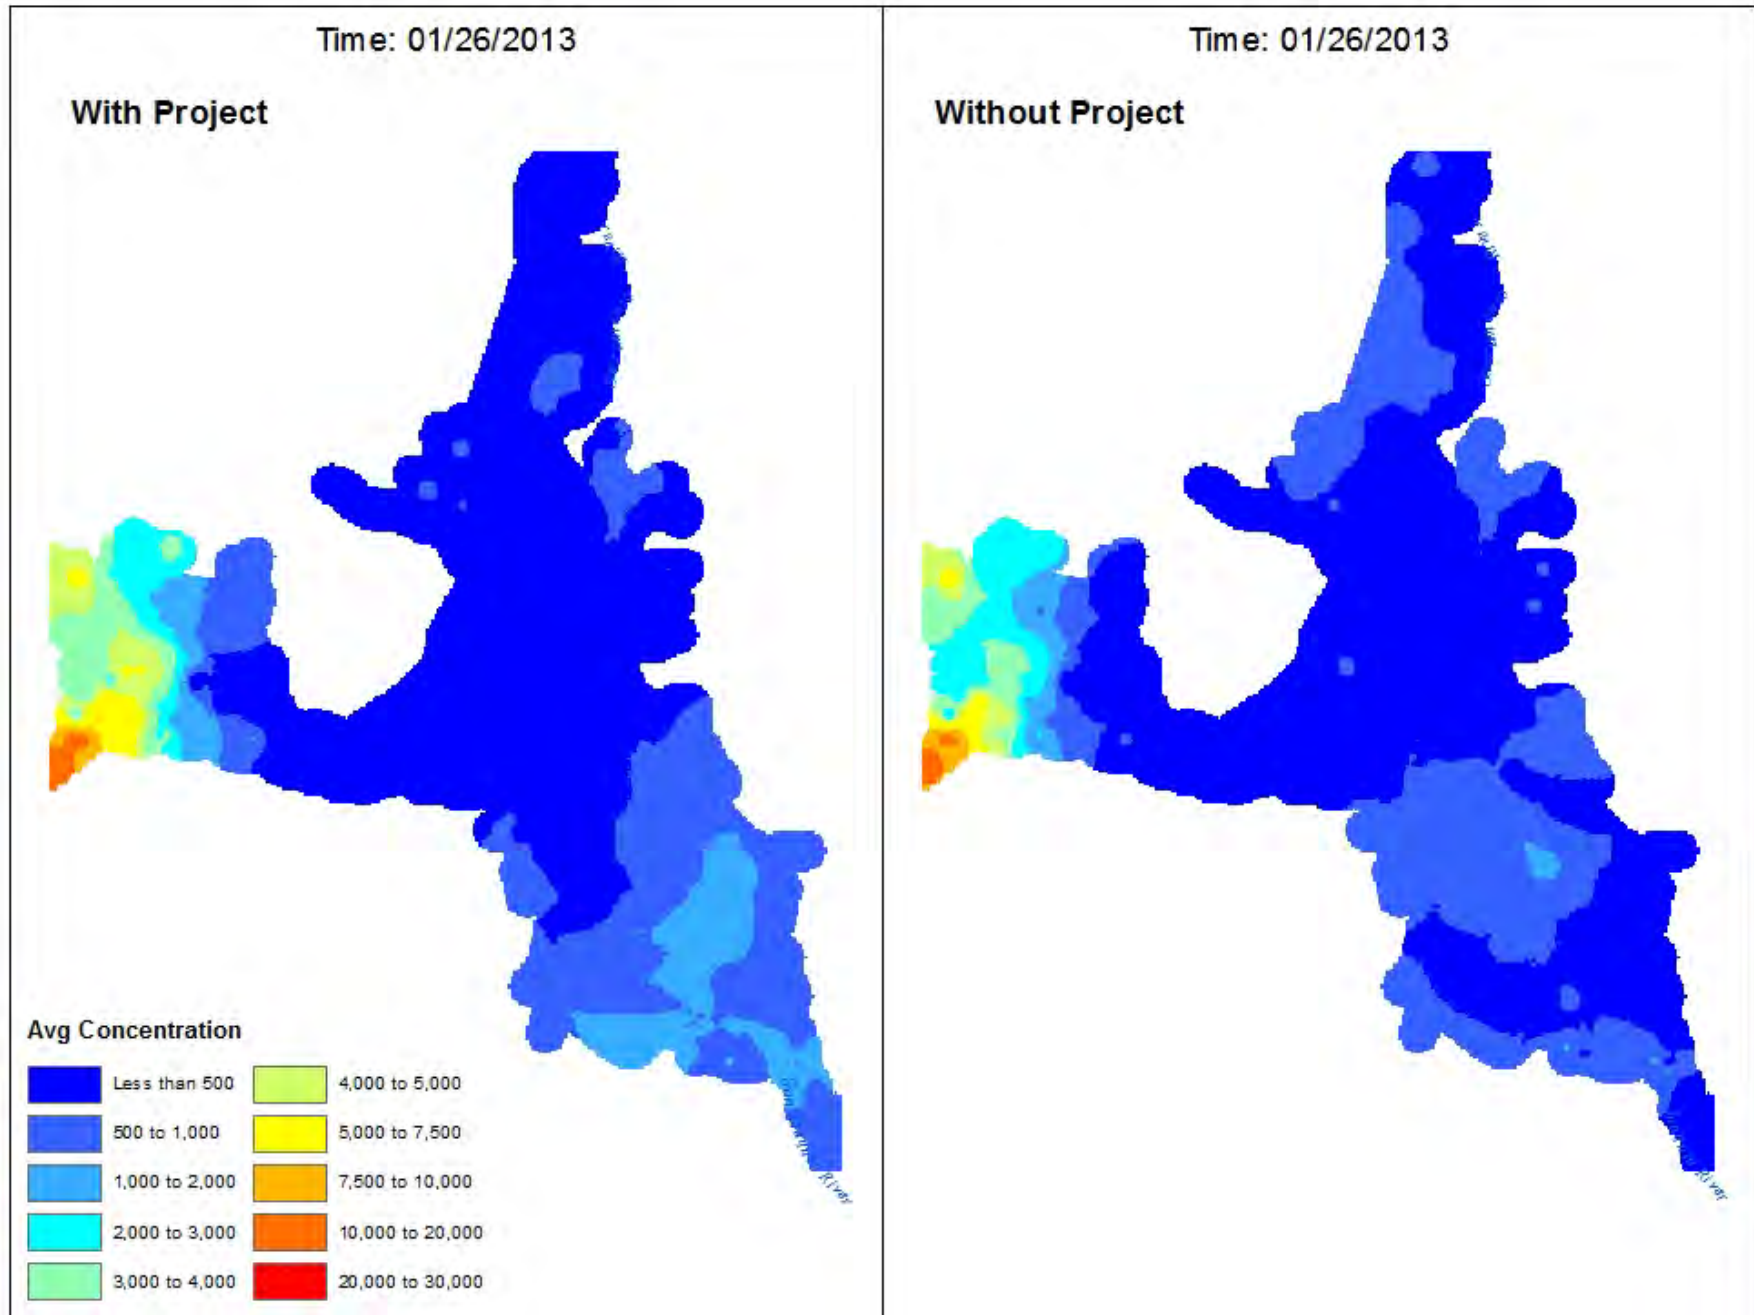 Time: 01/26/2013
With Project
Avg Concentration
Less than 500
500 to 1,000
1,000 to 2,000
2,000 to 3,000
3,000 to 4,000
4,000 to 5,000
5,000 to 7,500
7,500 to 10,000
10,000 to 20,000
20,000 to 30,000
River
Time: 01/26/2013
Without Project
River